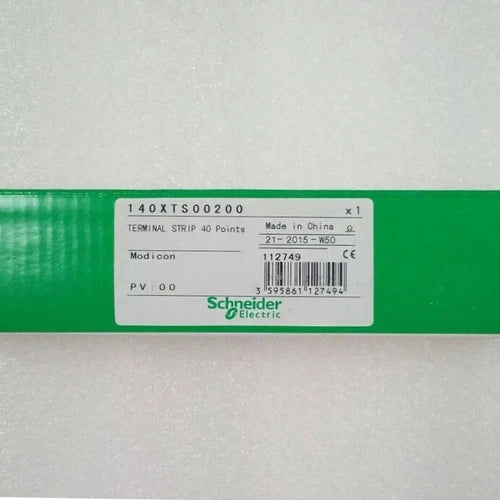 140XTS00200 x1
TERMINAL STRIP 40 Points Made in China
21-2015-W50
Modicon 112749 CE
PV:00 3 595861 127494
Schneider
Electric